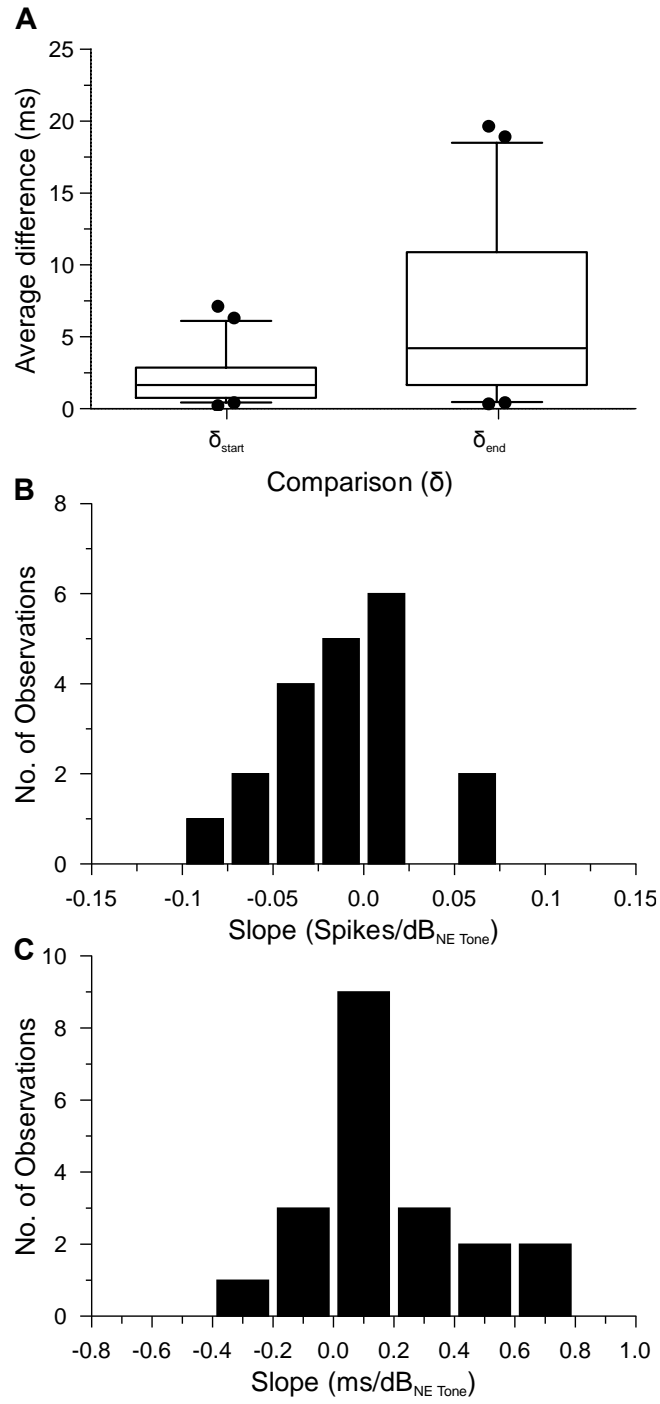 A
25
20
15
10
5
0
Average difference (ms)
δstart δend
Comparison (δ)
B
8
6
4
2
0
No. of Observations
-0.15 -0.1 -0.05 0.0 0.05 0.1 0.15
Slope (Spikes/dBNE Tone)
C
10
8
6
4
2
0
No. of Observations
-0.8 -0.6 -0.4 -0.2 0.0 0.2 0.4 0.6 0.8 1.0
Slope (ms/dBNE Tone)